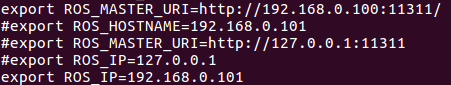 export ROS_MASTER_URI=http://192.168.0.100:11311/
#export ROS_HOSTNAME=192.168.0.101
#export ROS_MASTER_URI=http://127.0.0.1:11311
#export ROS_IP=127.0.0.1
export ROS_IP=192.168.0.101